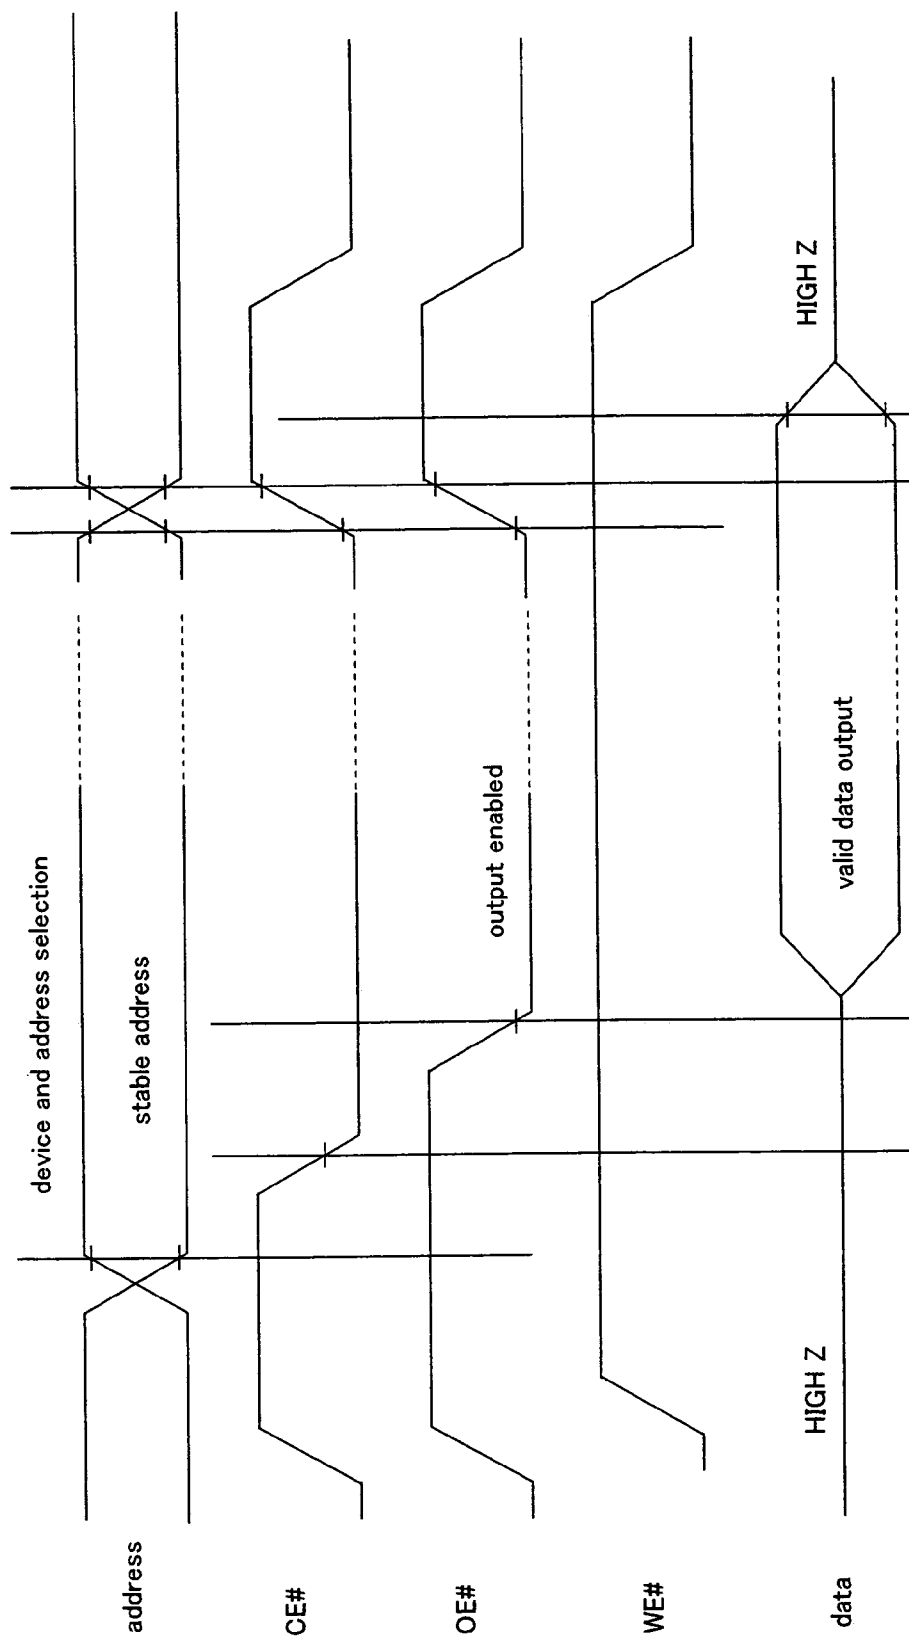 device and address selection
address
stable address
CE#
OE#
output enabled
WE#
data
HIGH Z
valid data output
HIGH Z